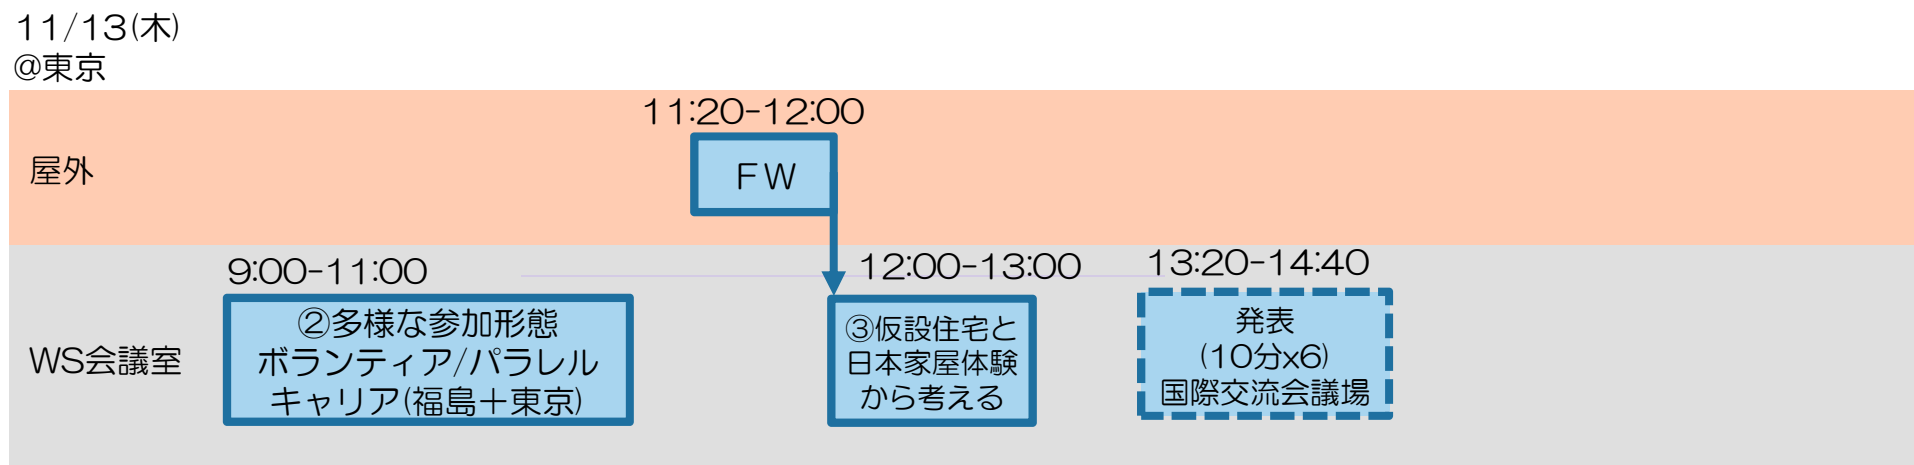 11/13(木)
@東京
11:20-12:00
屋外
ＦＷ
9:00-11:00
12:00-13:00
13:20-14:40
WS会議室
②多様な参加形態
ボランティア/パラレル
キャリア(福島＋東京)
③仮設住宅と
日本家屋体験
から考える
発表
(10分x6)
国際交流会議場